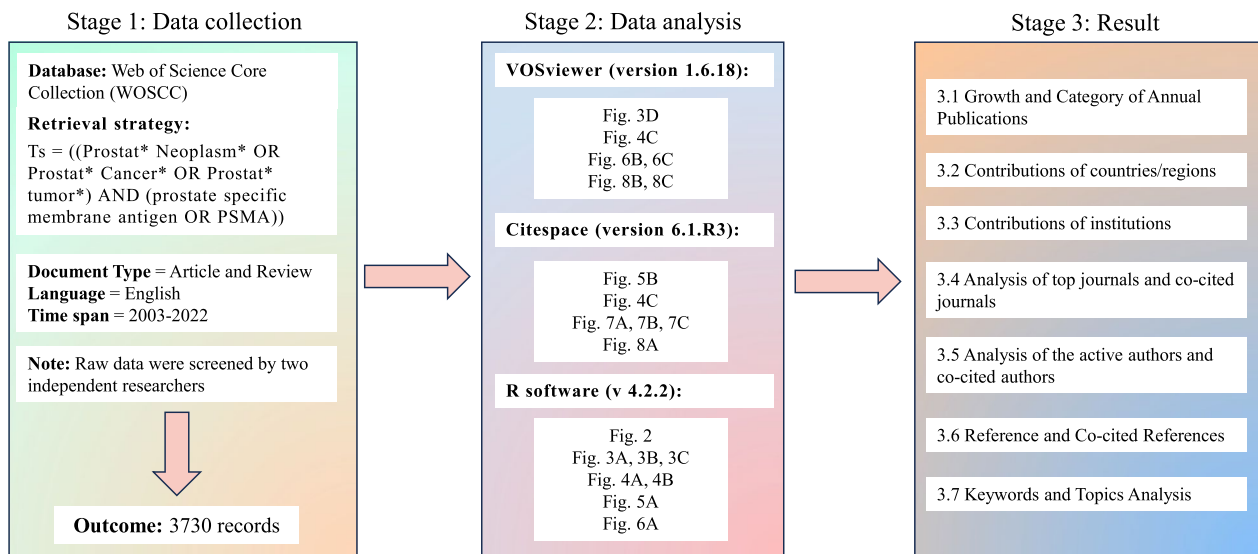 Stage 1: Data collection
Database: Web of Science Core
Collection (WOSCC)
Retrieval strategy:
Ts = ((Prostat* Neoplasm* OR
Prostat* Cancer* OR Prostat*
tumor*) AND (prostate specific
membrane antigen OR PSMA))
Document Type = Article and Review
Language = English
Time span = 2003-2022
Note: Raw data were screened by two
independent researchers
Outcome: 3730 records
Stage 2: Data analysis
VOSviewer (version 1.6.18):
Fig. 3D
Fig. 4C
Fig. 6B, 6C
Fig. 8B, 8C
Citespace (version 6.1.R3):
Fig. 5B
Fig. 4C
Fig. 7A, 7B, 7C
Fig. 8A
R software (v 4.2.2):
Fig. 2
Fig. 3A, 3B, 3C
Fig. 4A, 4B
Fig. 5A
Fig. 6A
Stage 3: Result
3.1 Growth and Category of Annual
Publications
3.2 Contributions of countries/regions
3.3 Contributions of institutions
3.4 Analysis of top journals and co-cited
journals
3.5 Analysis of the active authors and
co-cited authors
3.6 Reference and Co-cited References
3.7 Keywords and Topics Analysis